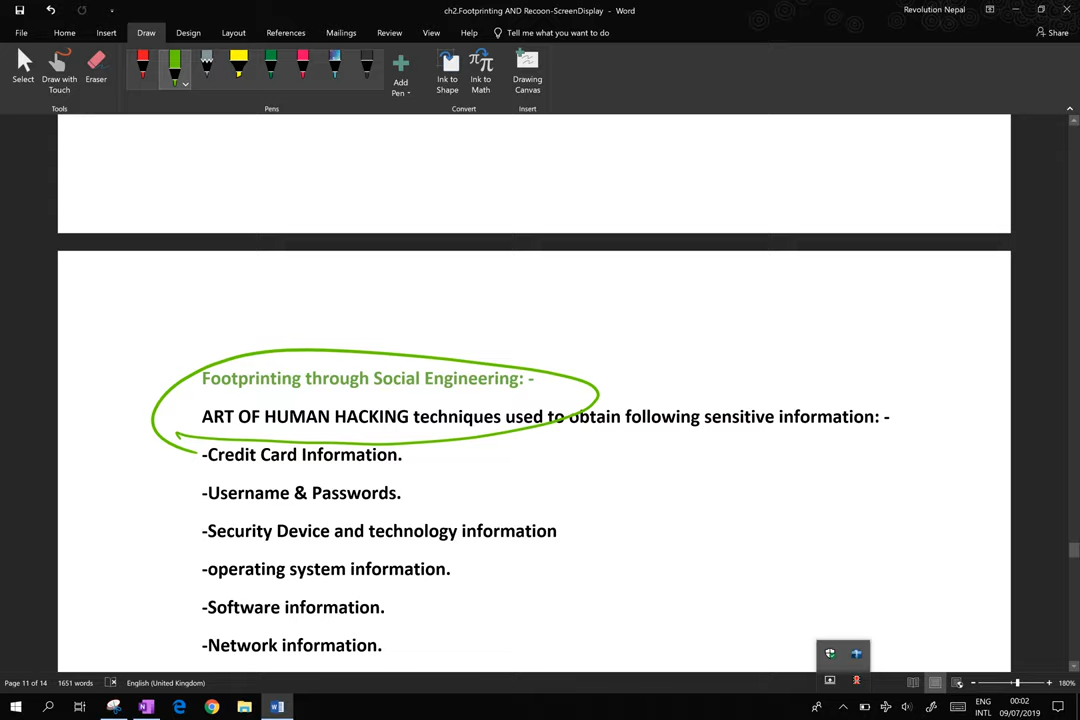 ch2.Footprinting AND Recoon-ScreenDisplay - Word
Revolution Nepal
File Home Insert Draw Design Layout References Mailings Review View Help Tell me what you want to do
Share
Select
Draw with Touch
Eraser
Add Pen
Ink to Shape
Ink to Math
Drawing Canvas
Tools
Pens
Convert
Insert
Footprinting through Social Engineering: -
ART OF HUMAN HACKING techniques used to obtain following sensitive information: -
-Credit Card Information.
-Username & Passwords.
-Security Device and technology information
-operating system information.
-Software information.
-Network information.
Page 11 of 14 1651 words English (United Kingdom)
180%
ENG
INTL
00:02
09/07/2019